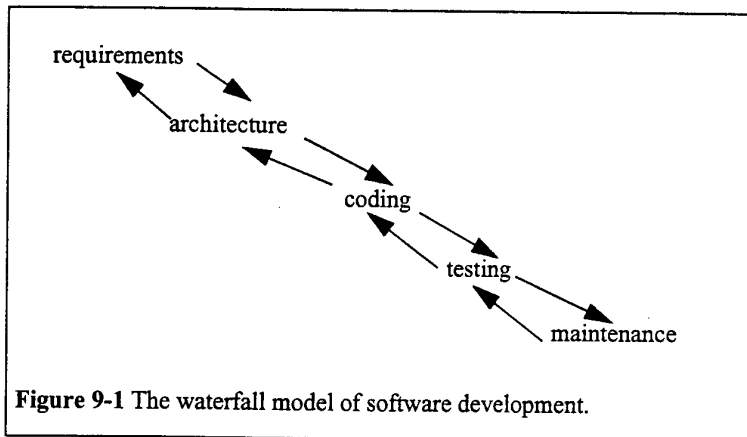 requirements
architecture
coding
testing
maintenance
Figure 9-1 The waterfall model of software development.